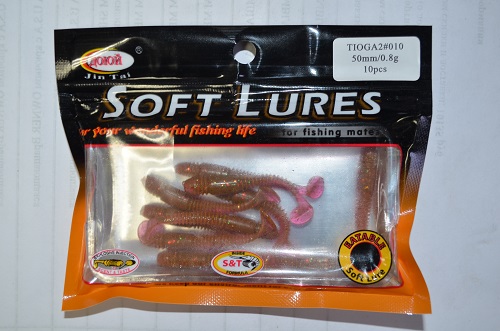 TIOGA2#010
50mm/0.8g
10pcs
Jin Tai
SOFT LURES
For your wonderful fishing life
for fishing mates
S&T
FORMULA
EATABLE
Soft Lure